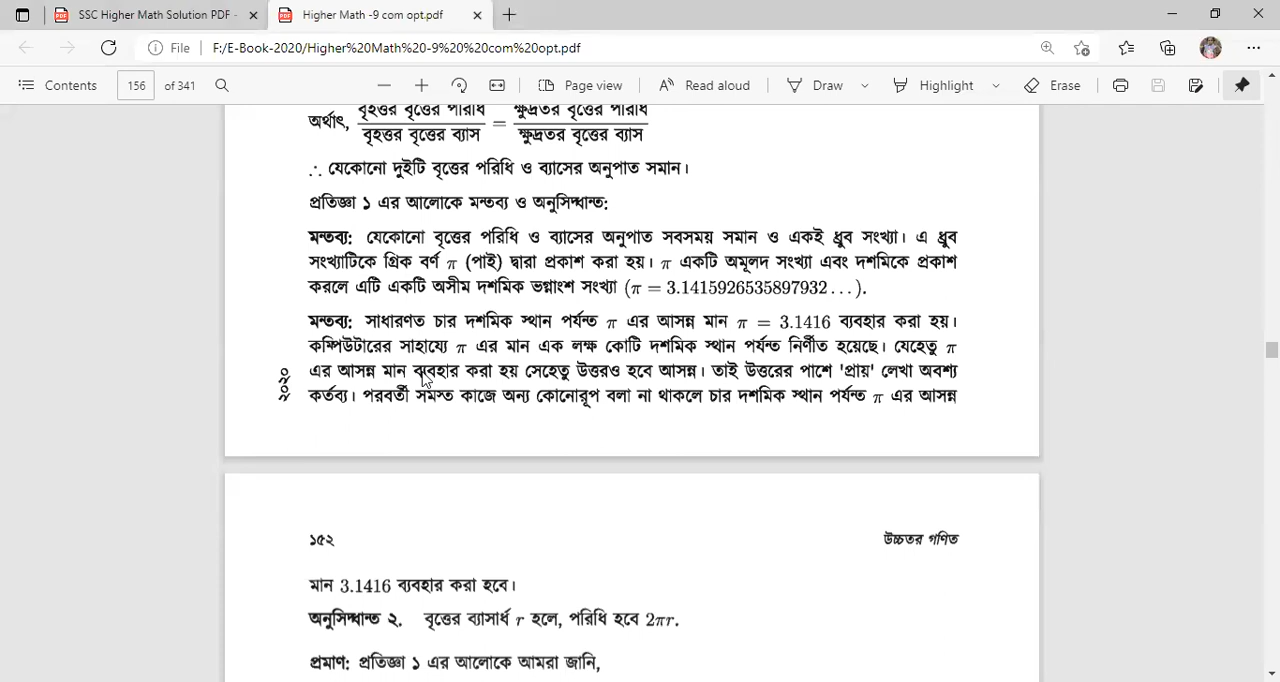 SSC Higher Math Solution PDF -
Higher Math -9 com opt.pdf
File F:/E-Book-2020/Higher%20Math%20-9%20%20com%20opt.pdf
Contents 156 of 341 Page view Read aloud Draw Highlight Erase
অর্থাৎ, বৃহত্তর বৃত্তের পরিধি / বৃহত্তর বৃত্তের ব্যাস = ক্ষুদ্রতর বৃত্তের পরিধি / ক্ষুদ্রতর বৃত্তের ব্যাস
∴ যেকোনো দুইটি বৃত্তের পরিধি ও ব্যাসের অনুপাত সমান।
প্রতিজ্ঞা ১ এর আলোকে মন্তব্য ও অনুসিদ্ধান্ত:
মন্তব্য: যেকোনো বৃত্তের পরিধি ও ব্যাসের অনুপাত সবসময় সমান ও একই ধ্রুব সংখ্যা। এ ধ্রুব
সংখ্যাটিকে গ্রিক বর্ণ π (পাই) দ্বারা প্রকাশ করা হয়। π একটি অমূলদ সংখ্যা এবং দশমিকে প্রকাশ
করলে এটি একটি অসীম দশমিক ভগ্নাংশ সংখ্যা (π = 3.1415926535897932...).
মন্তব্য: সাধারণত চার দশমিক স্থান পর্যন্ত π এর আসন্ন মান π = 3.1416 ব্যবহার করা হয়।
কম্পিউটারের সাহায্যে π এর মান এক লক্ষ কোটি দশমিক স্থান পর্যন্ত নির্ণীত হয়েছে। যেহেতু π
এর আসন্ন মান ব্যবহার করা হয় সেহেতু উত্তরও হবে আসন্ন। তাই উত্তরের পাশে 'প্রায়' লেখা অবশ্য
কর্তব্য। পরবর্তী সমস্ত কাজে অন্য কোনোরূপ বলা না থাকলে চার দশমিক স্থান পর্যন্ত π এর আসন্ন
২০২০
১৫২ উচ্চতর গণিত
মান 3.1416 ব্যবহার করা হবে।
অনুসিদ্ধান্ত ২. বৃত্তের ব্যাসার্ধ r হলে, পরিধি হবে 2πr.
প্রমাণ: প্রতিজ্ঞা ১ এর আলোকে আমরা জানি,